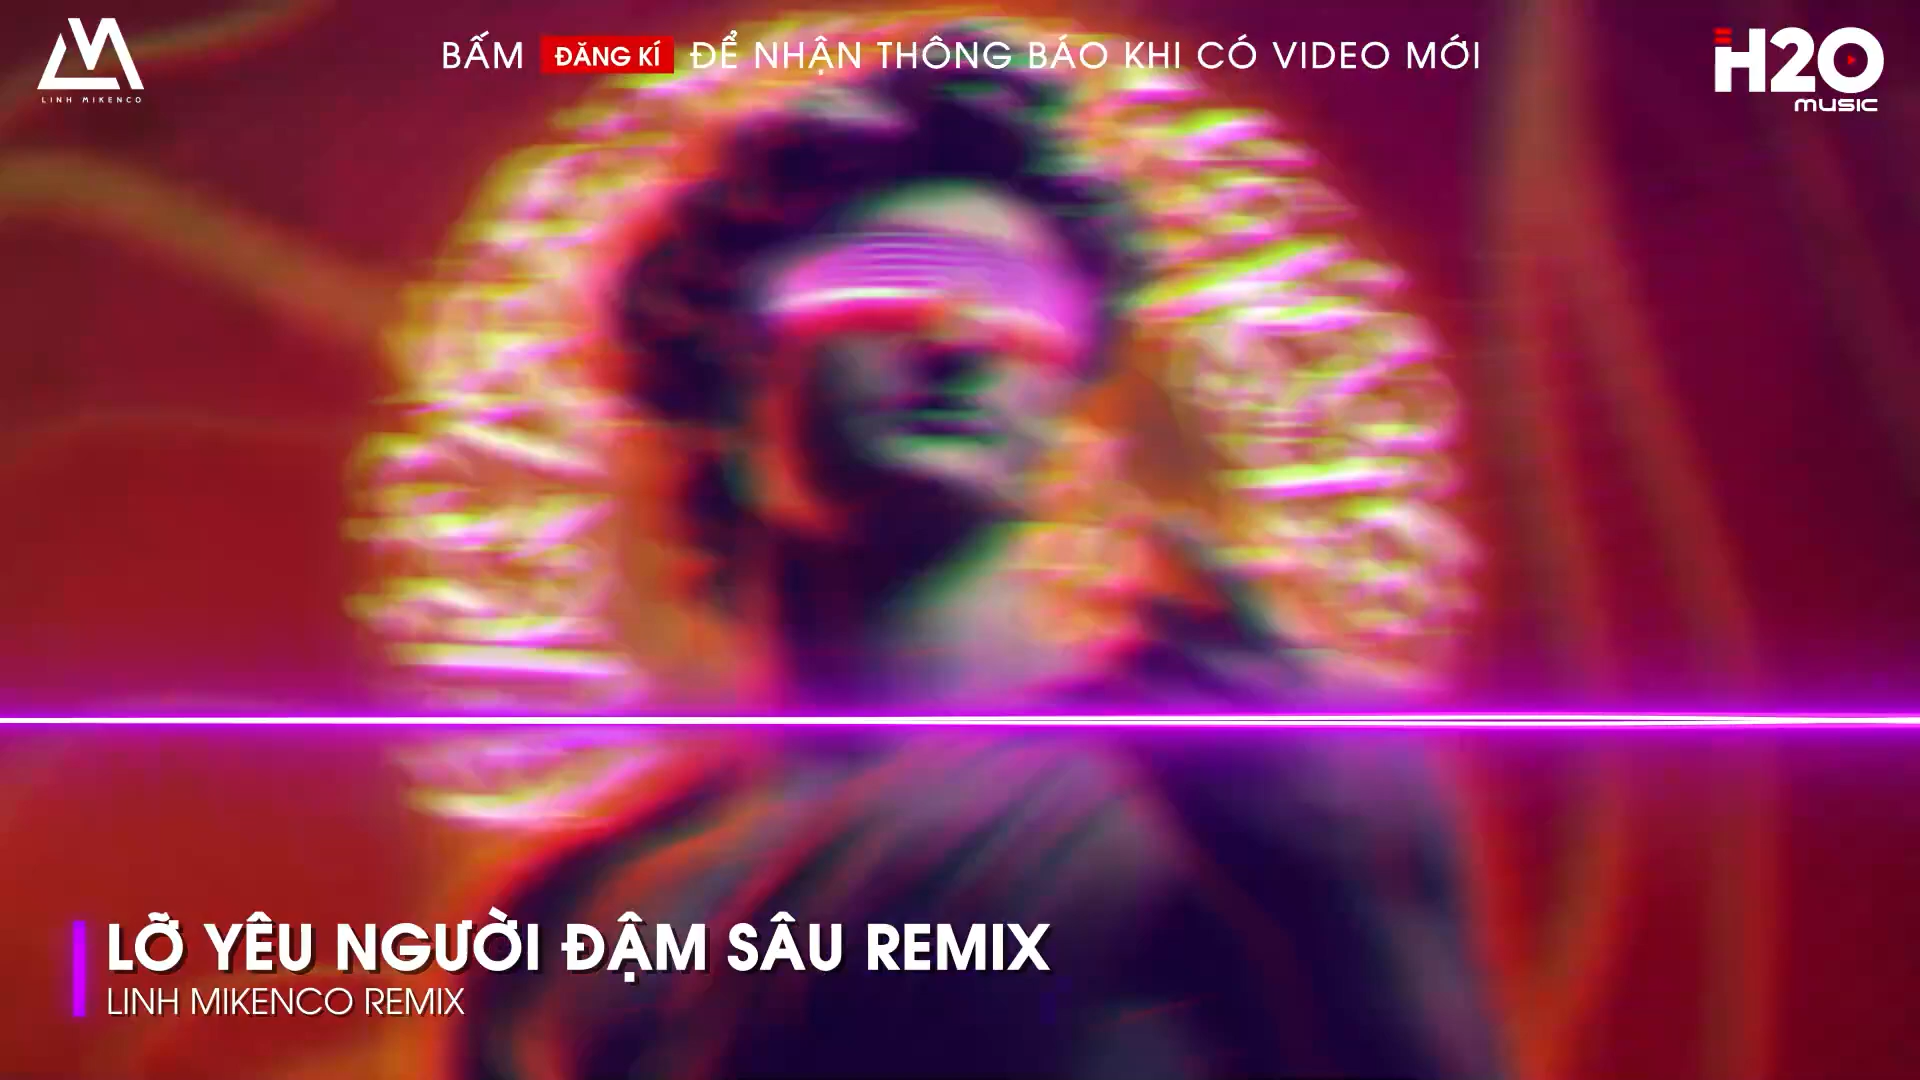 LINH MIKENCO
BẤM ĐĂNG KÍ ĐỂ NHẬN THÔNG BÁO KHI CÓ VIDEO MỚI
H2O
MUSIC
LỠ YÊU NGƯỜI ĐẬM SÂU REMIX
LINH MIKENCO REMIX